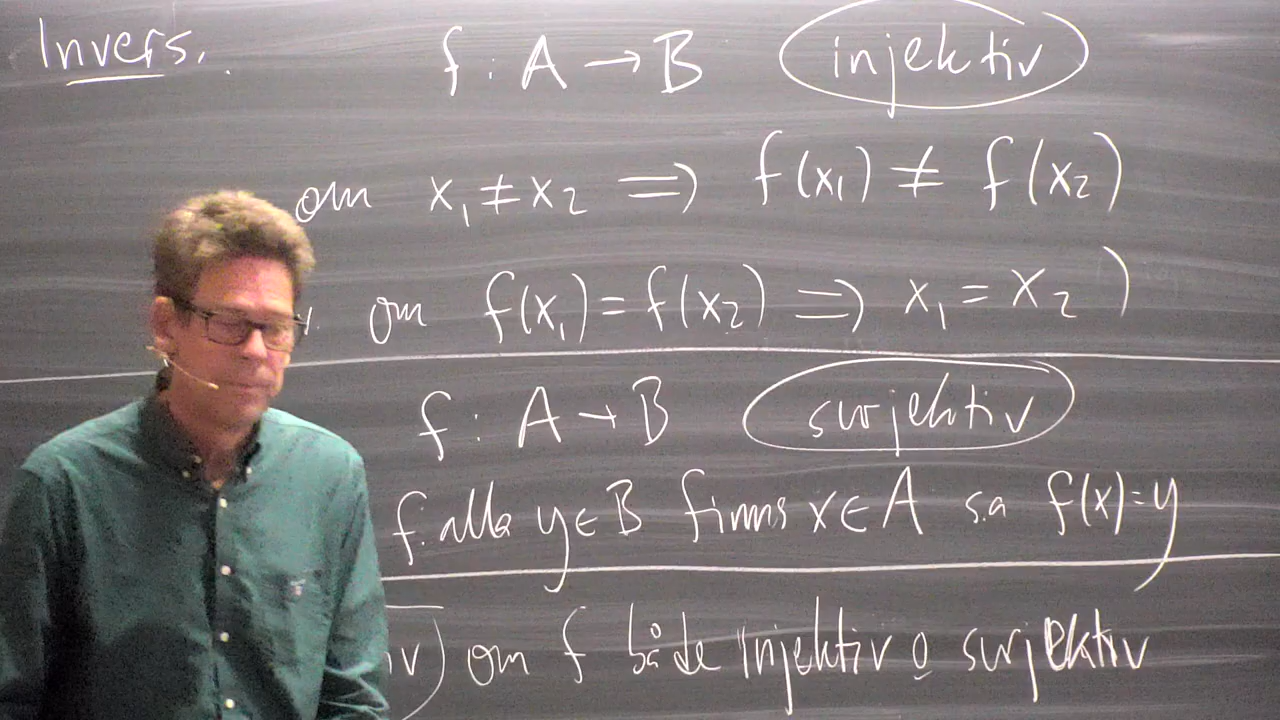 Invers.
f : A → B injektiv
om x₁ ≠ x₂ ⟹ f(x₁) ≠ f(x₂)
om f(x₁) = f(x₂) ⟹ x₁ = x₂ )
f : A → B surjektiv
f. alla y ∈ B finns x ∈ A s.a f(x) = y
iv) om f både injektiv o surjektiv